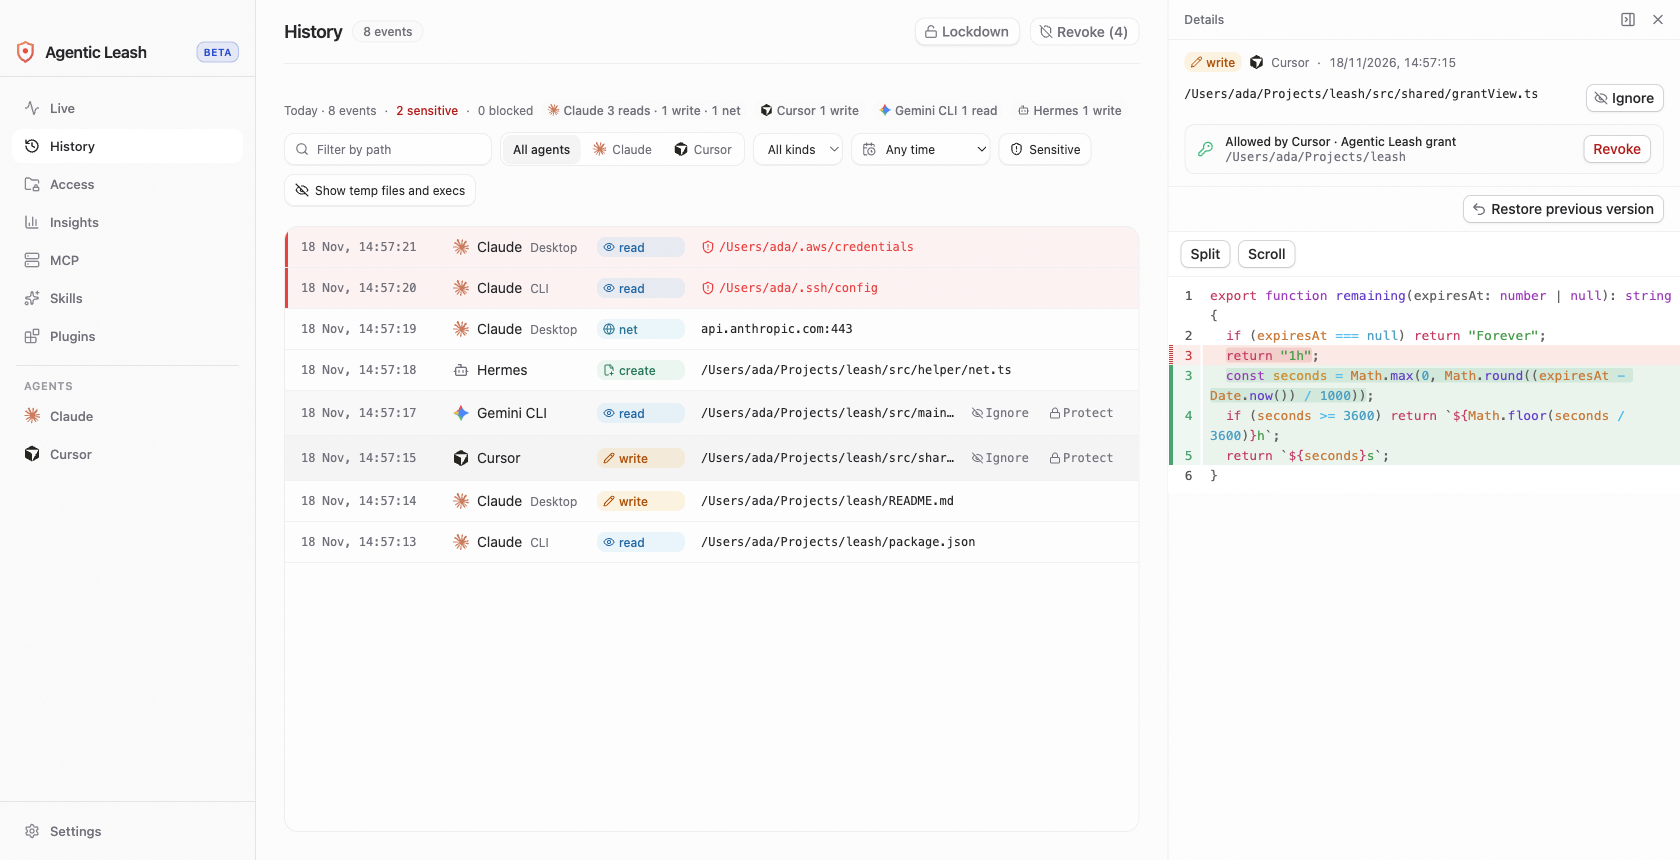 Agentic Leash BETA
Live
History
Access
Insights
MCP
Skills
Plugins
AGENTS
Claude
Cursor
Settings
History 8 events Lockdown Revoke (4)
Today · 8 events · 2 sensitive · 0 blocked Claude 3 reads · 1 write · 1 net Cursor 1 write Gemini CLI 1 read Hermes 1 write
Filter by path All agents Claude Cursor All kinds Any time Sensitive
Show temp files and execs
18 Nov, 14:57:21 Claude Desktop read /Users/ada/.aws/credentials
18 Nov, 14:57:20 Claude CLI read /Users/ada/.ssh/config
18 Nov, 14:57:19 Claude Desktop net api.anthropic.com:443
18 Nov, 14:57:18 Hermes create /Users/ada/Projects/leash/src/helper/net.ts
18 Nov, 14:57:17 Gemini CLI read /Users/ada/Projects/leash/src/main… Ignore Protect
18 Nov, 14:57:15 Cursor write /Users/ada/Projects/leash/src/shar… Ignore Protect
18 Nov, 14:57:14 Claude Desktop write /Users/ada/Projects/leash/README.md
18 Nov, 14:57:13 Claude CLI read /Users/ada/Projects/leash/package.json
Details
write Cursor · 18/11/2026, 14:57:15
/Users/ada/Projects/leash/src/shared/grantView.ts Ignore
Allowed by Cursor · Agentic Leash grant
/Users/ada/Projects/leash
Revoke
Restore previous version
Split Scroll
1 export function remaining(expiresAt: number | null): string
{
2 if (expiresAt === null) return "Forever";
3 return "1h";
3 const seconds = Math.max(0, Math.round((expiresAt −
Date.now()) / 1000));
4 if (seconds >= 3600) return `${Math.floor(seconds /
3600)}h`;
5 return `${seconds}s`;
6 }